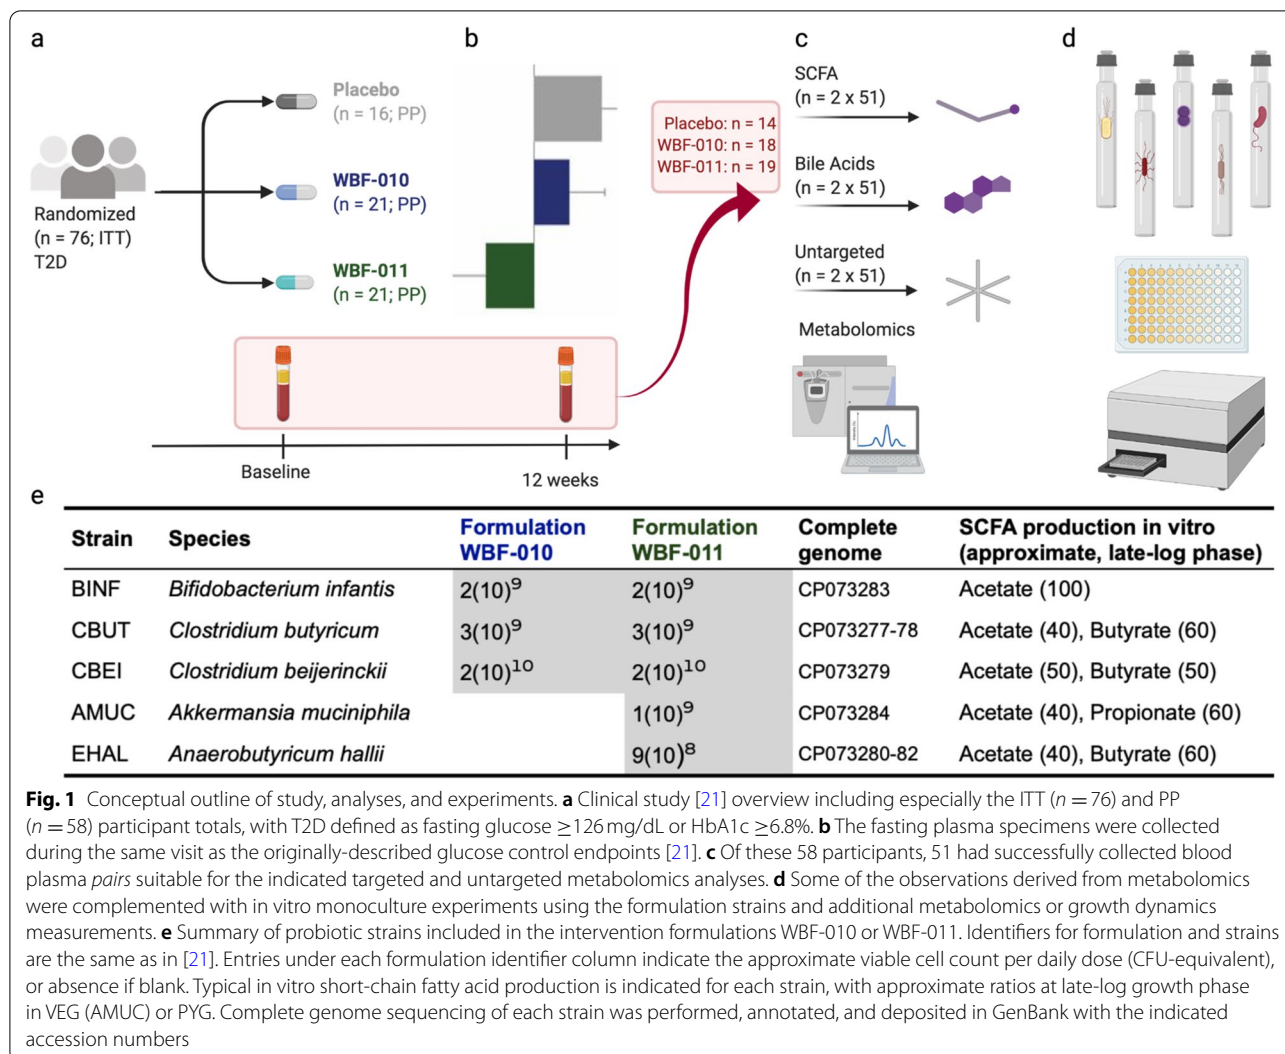 a
Randomized
(n = 76; ITT)
T2D
Placebo
(n = 16; PP)
WBF-010
(n = 21; PP)
WBF-011
(n = 21; PP)
Baseline
12 weeks
b
Placebo: n = 14
WBF-010: n = 18
WBF-011: n = 19
c
SCFA
(n = 2 x 51)
Bile Acids
(n = 2 x 51)
Untargeted
(n = 2 x 51)
Metabolomics
d
e
Strain Species Formulation WBF-010 Formulation WBF-011 Complete genome SCFA production in vitro (approximate, late-log phase)
BINF Bifidobacterium infantis 2(10)⁹ 2(10)⁹ CP073283 Acetate (100)
CBUT Clostridium butyricum 3(10)⁹ 3(10)⁹ CP073277-78 Acetate (40), Butyrate (60)
CBEI Clostridium beijerinckii 2(10)¹⁰ 2(10)¹⁰ CP073279 Acetate (50), Butyrate (50)
AMUC Akkermansia muciniphila 1(10)⁹ CP073284 Acetate (40), Propionate (60)
EHAL Anaerobutyricum hallii 9(10)⁸ CP073280-82 Acetate (40), Butyrate (60)
Fig. 1 Conceptual outline of study, analyses, and experiments. a Clinical study [21] overview including especially the ITT (n = 76) and PP
(n = 58) participant totals, with T2D defined as fasting glucose ≥126 mg/dL or HbA1c ≥6.8%. b The fasting plasma specimens were collected
during the same visit as the originally-described glucose control endpoints [21]. c Of these 58 participants, 51 had successfully collected blood
plasma pairs suitable for the indicated targeted and untargeted metabolomics analyses. d Some of the observations derived from metabolomics
were complemented with in vitro monoculture experiments using the formulation strains and additional metabolomics or growth dynamics
measurements. e Summary of probiotic strains included in the intervention formulations WBF-010 or WBF-011. Identifiers for formulation and strains
are the same as in [21]. Entries under each formulation identifier column indicate the approximate viable cell count per daily dose (CFU-equivalent),
or absence if blank. Typical in vitro short-chain fatty acid production is indicated for each strain, with approximate ratios at late-log growth phase
in VEG (AMUC) or PYG. Complete genome sequencing of each strain was performed, annotated, and deposited in GenBank with the indicated
accession numbers